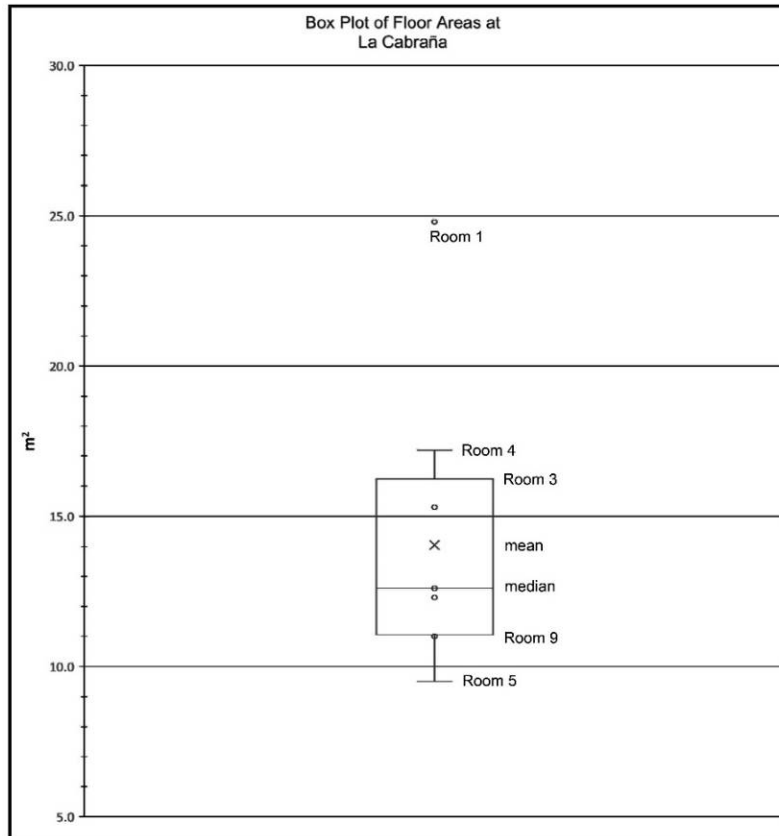 Box Plot of Floor Areas at
La Cabraña
30.0
25.0
Room 1
20.0
m²
Room 4
Room 3
15.0
mean
median
Room 9
10.0
Room 5
5.0